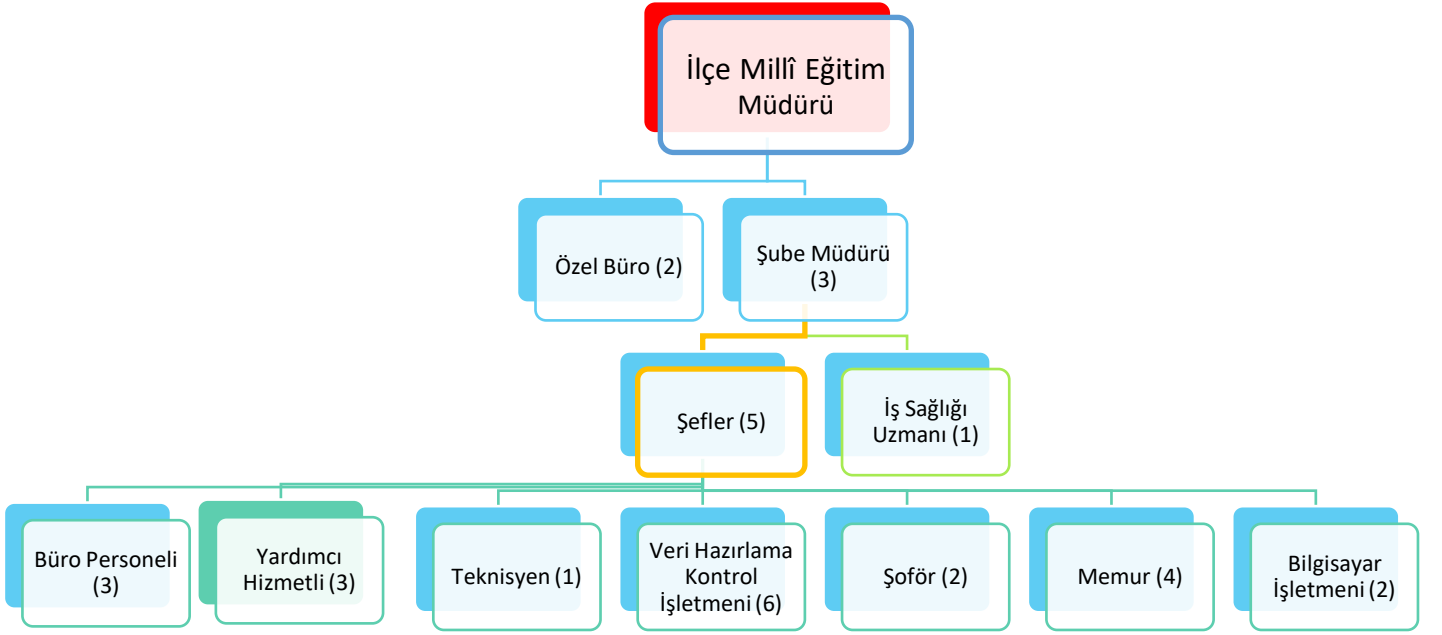 İlçe Millî Eğitim
Müdürü
Özel Büro (2)
Şube Müdürü
(3)
Şefler (5)
İş Sağlığı
Uzmanı (1)
Büro Personeli
(3)
Yardımcı
Hizmetli (3)
Teknisyen (1)
Veri Hazırlama
Kontrol
İşletmeni (6)
Şoför (2)
Memur (4)
Bilgisayar
İşletmeni (2)